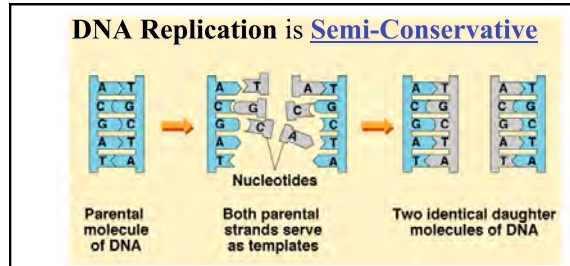 DNA Replication is Semi-Conservative
A T
C G
G C
A T
T A
A T
C G
G C
A
T
A T
C G
C
A T
A
A T
C G
G C
A T
T A
A T
C G
G C
A T
T A
Nucleotides
Parental
molecule
of DNA
Both parental
strands serve
as templates
Two identical daughter
molecules of DNA